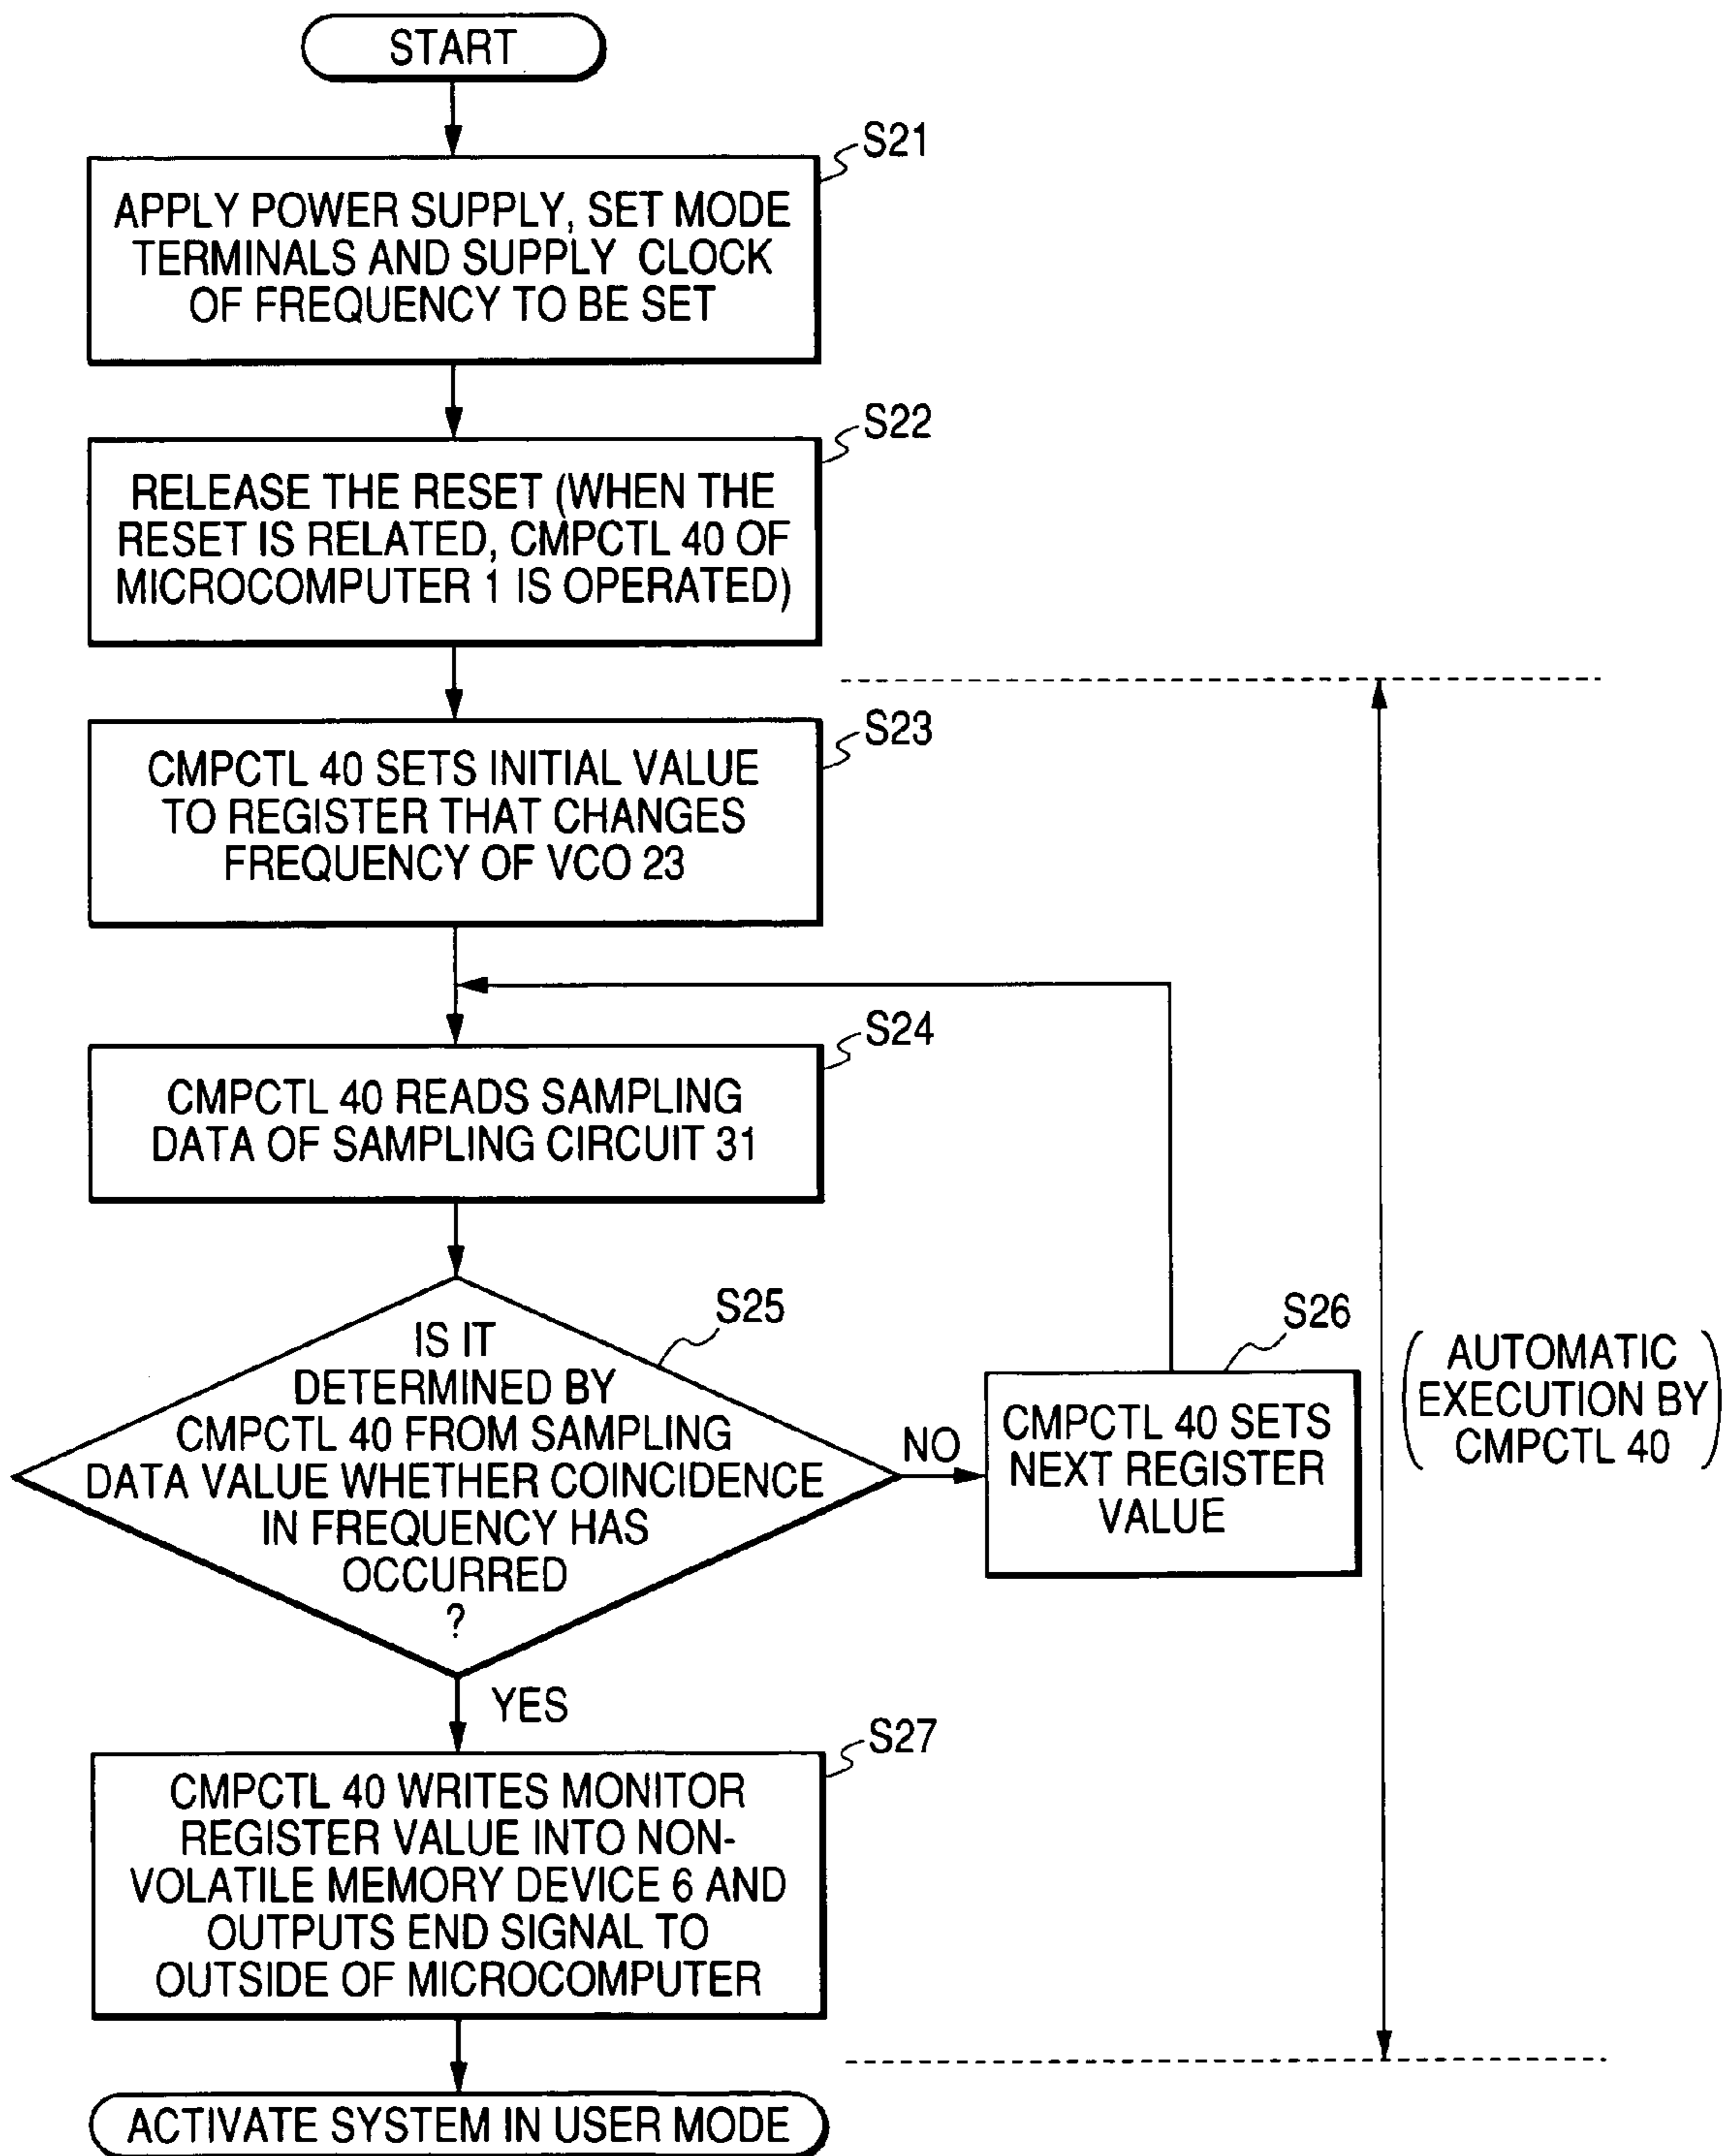 START
S21
APPLY POWER SUPPLY, SET MODE
TERMINALS AND SUPPLY CLOCK
OF FREQUENCY TO BE SET
S22
RELEASE THE RESET (WHEN THE
RESET IS RELATED, CMPCTL 40 OF
MICROCOMPUTER 1 IS OPERATED)
S23
CMPCTL 40 SETS INITIAL VALUE
TO REGISTER THAT CHANGES
FREQUENCY OF VCO 23
S24
CMPCTL 40 READS SAMPLING
DATA OF SAMPLING CIRCUIT 31
S25
IS IT
DETERMINED BY
CMPCTL 40 FROM SAMPLING
DATA VALUE WHETHER COINCIDENCE
IN FREQUENCY HAS
OCCURRED
?
NO
S26
CMPCTL 40 SETS
NEXT REGISTER
VALUE
(AUTOMATIC
EXECUTION BY
CMPCTL 40)
YES
S27
CMPCTL 40 WRITES MONITOR
REGISTER VALUE INTO NON-
VOLATILE MEMORY DEVICE 6 AND
OUTPUTS END SIGNAL TO
OUTSIDE OF MICROCOMPUTER
ACTIVATE SYSTEM IN USER MODE